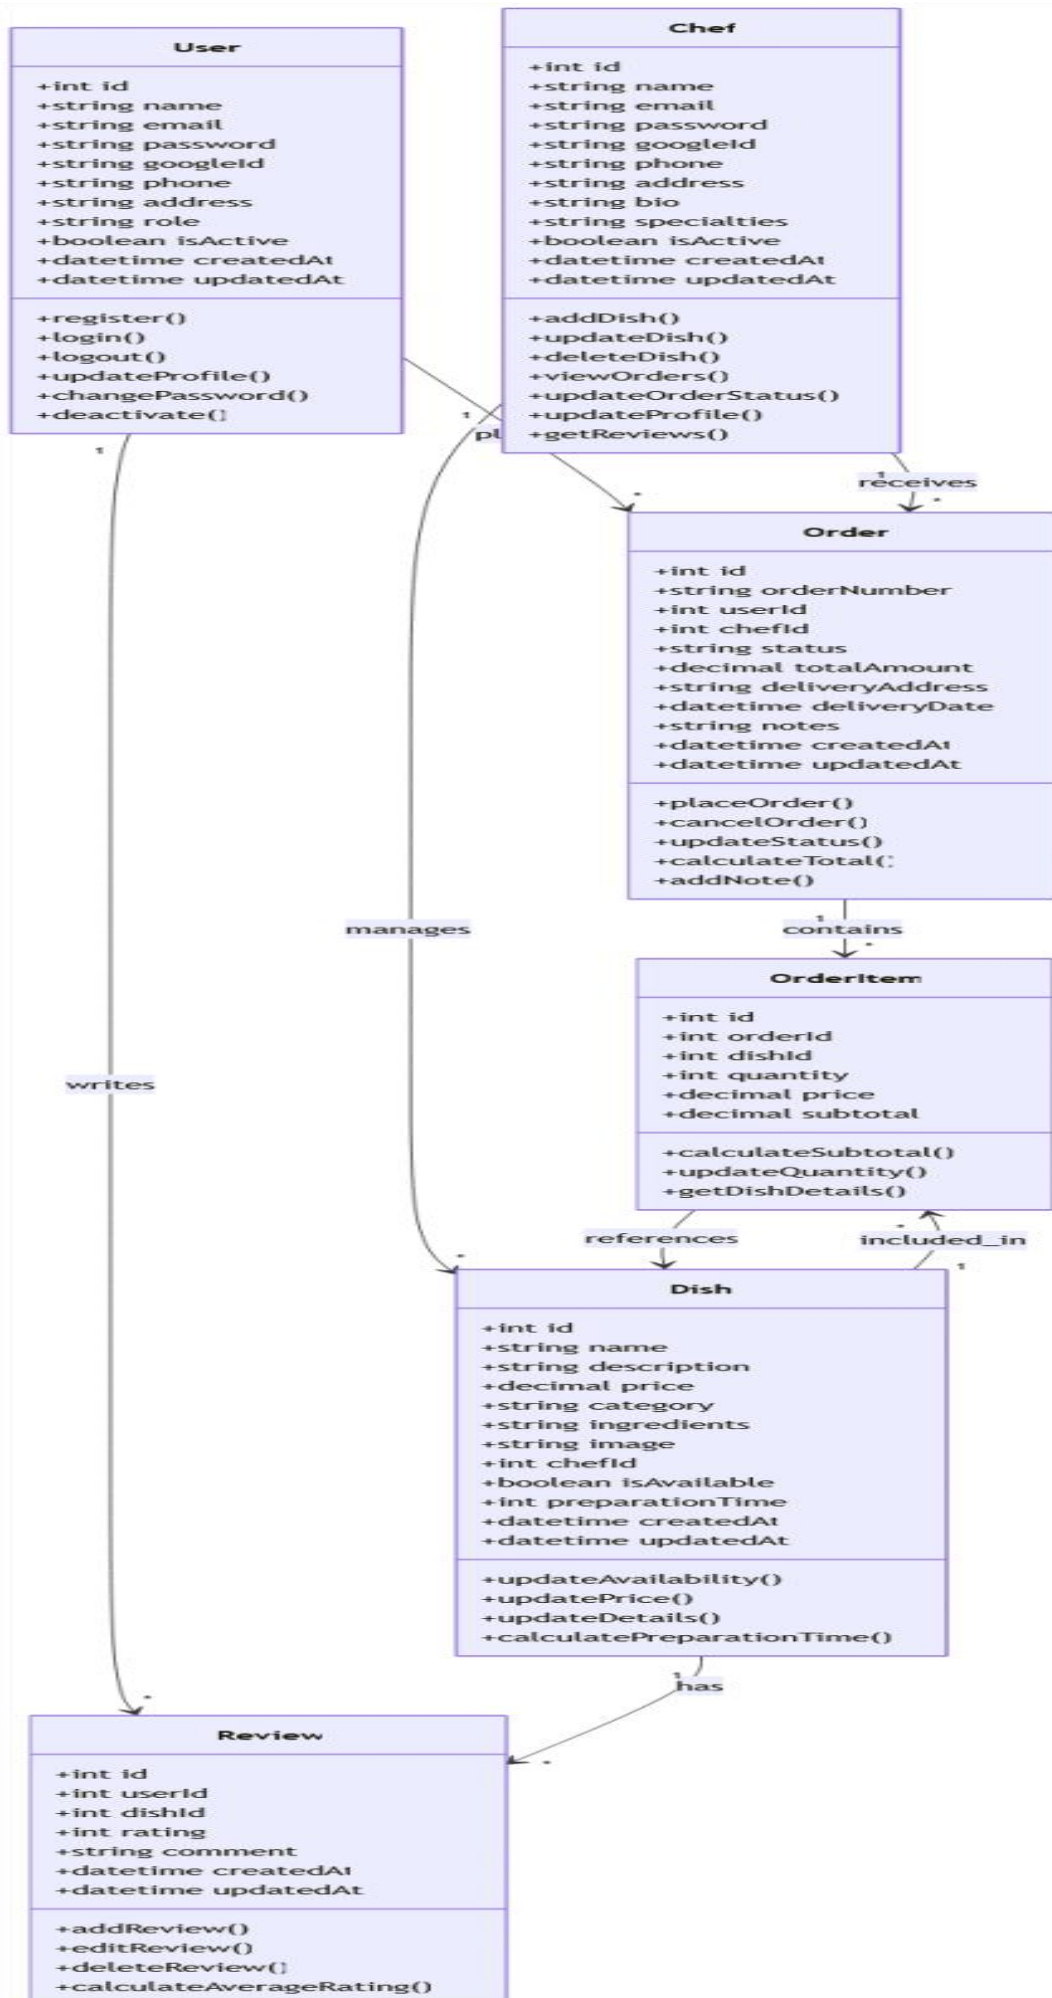 User
+int id
+string name
+string email
+string password
+string googleId
+string phone
+string address
+string role
+boolean isActive
+datetime createdAt
+datetime updatedAt
+register()
+login()
+logout()
+updateProfile()
+changePassword()
+deactivate()
Chef
+int id
+string name
+string email
+string password
+string googleId
+string phone
+string address
+string bio
+string specialties
+boolean isActive
+datetime createdAt
+datetime updatedAt
+addDish()
+updateDish()
+deleteDish()
+viewOrders()
+updateOrderStatus()
+updateProfile()
+getReviews()
1
1
pl
*
1
receives
*
Order
+int id
+string orderNumber
+int userId
+int chefId
+string status
+decimal totalAmount
+string deliveryAddress
+datetime deliveryDate
+string notes
+datetime createdAt
+datetime updatedAt
+placeOrder()
+cancelOrder()
+updateStatus()
+calculateTotal()
+addNote()
manages
1
contains
*
OrderItem
+int id
+int orderId
+int dishId
+int quantity
+decimal price
+decimal subtotal
+calculateSubtotal()
+updateQuantity()
+getDishDetails()
writes
references
*
included_in
*
1
Dish
+int id
+string name
+string description
+decimal price
+string category
+string ingredients
+string image
+int chefId
+boolean isAvailable
+int preparationTime
+datetime createdAt
+datetime updatedAt
+updateAvailability()
+updatePrice()
+updateDetails()
+calculatePreparationTime()
1
has
*
*
Review
+int id
+int userId
+int dishId
+int rating
+string comment
+datetime createdAt
+datetime updatedAt
+addReview()
+editReview()
+deleteReview()
+calculateAverageRating()